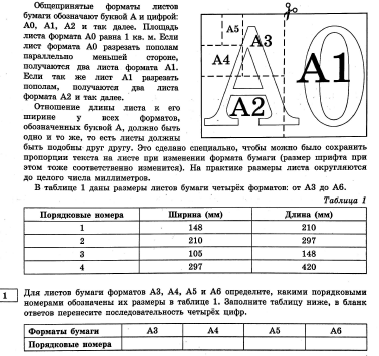 Общепринятые форматы листов
бумаги обозначают буквой А и цифрой:
А0, А1, А2 и так далее. Площадь
листа формата А0 равна 1 кв. м. Если
лист формата А0 разрезать пополам
параллельно меньшей стороне,
получаются два листа формата А1.
Если так же лист А1 разрезать
пополам, получаются два листа
формата А2 и так далее.
A5
A3
A4
A2
A1
A0
Отношение длины листа к его
ширине у всех форматов,
обозначенных буквой А, должно быть
одно и то же, то есть листы должны
быть подобны друг другу. Это сделано специально, чтобы можно было сохранить
пропорции текста на листе при изменении формата бумаги (размер шрифта при
этом тоже соответственно изменится). На практике размеры листа округляются
до целого числа миллиметров.
В таблице 1 даны размеры листов бумаги четырёх форматов: от А3 до А6.
Таблица 1
Порядковые номера Ширина (мм) Длина (мм)
1 148 210
2 210 297
3 105 148
4 297 420
1 Для листов бумаги форматов А3, А4, А5 и А6 определите, какими порядковыми
номерами обозначены их размеры в таблице 1. Заполните таблицу ниже, в бланк
ответов перенесите последовательность четырёх цифр.
Форматы бумаги А3 А4 А5 А6
Порядковые номера